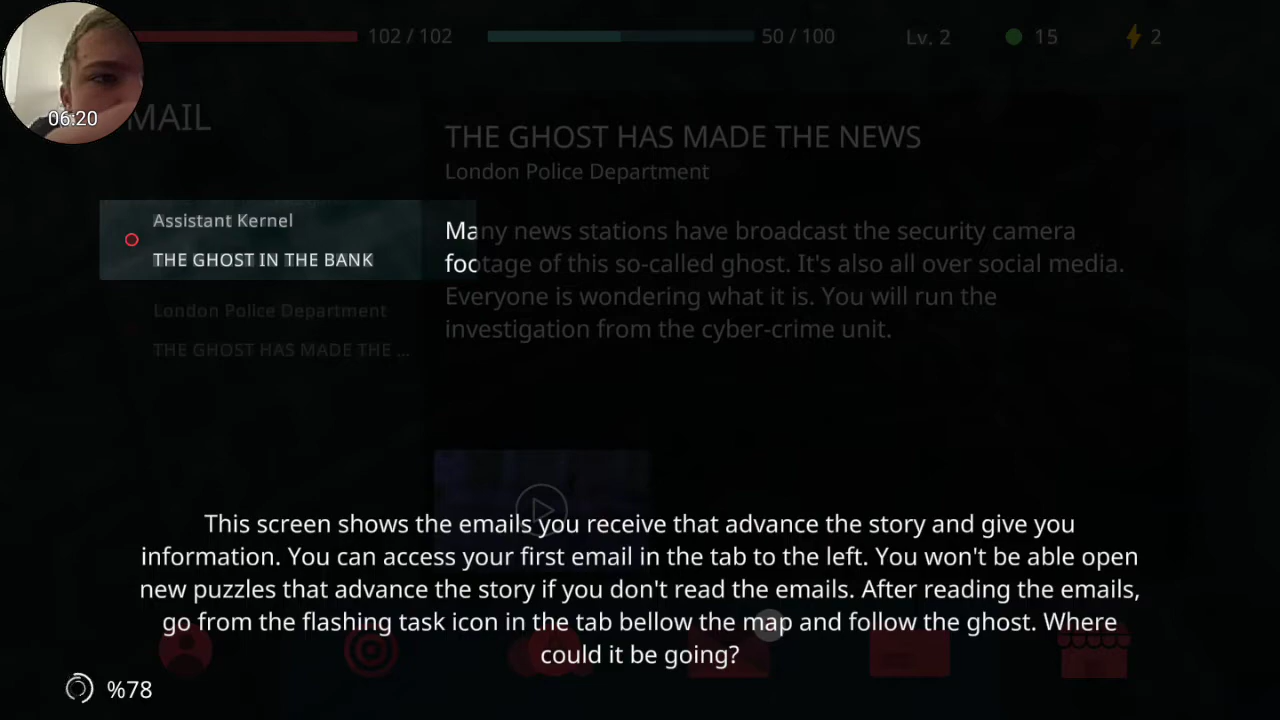 102 / 102
50 / 100
Lv. 2
15
2
06:20
MAIL
THE GHOST HAS MADE THE NEWS
London Police Department
Assistant Kernel
THE GHOST IN THE BANK
London Police Department
THE GHOST HAS MADE THE ...
Many news stations have broadcast the security camera
footage of this so-called ghost. It's also all over social media.
Everyone is wondering what it is. You will run the
investigation from the cyber-crime unit.
This screen shows the emails you receive that advance the story and give you
information. You can access your first email in the tab to the left. You won't be able open
new puzzles that advance the story if you don't read the emails. After reading the emails,
go from the flashing task icon in the tab bellow the map and follow the ghost. Where
could it be going?
%78